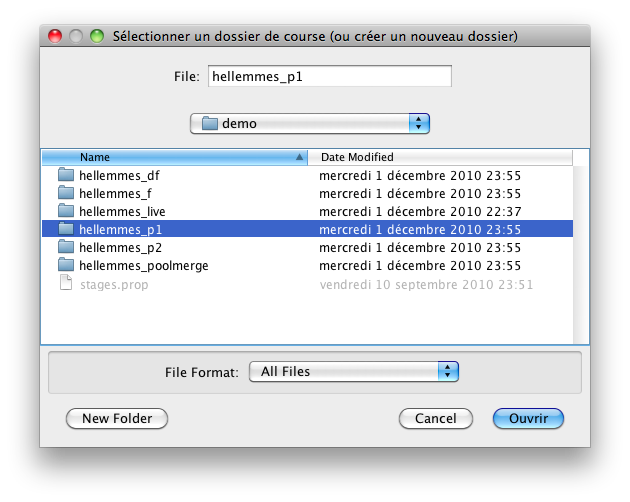 Sélectionner un dossier de course (ou créer un nouveau dossier)
File: hellemmes_p1
demo
Name Date Modified
hellemmes_df mercredi 1 décembre 2010 23:55
hellemmes_f mercredi 1 décembre 2010 23:55
hellemmes_live mercredi 1 décembre 2010 22:37
hellemmes_p1 mercredi 1 décembre 2010 23:55
hellemmes_p2 mercredi 1 décembre 2010 23:55
hellemmes_poolmerge mercredi 1 décembre 2010 23:55
stages.prop vendredi 10 septembre 2010 23:51
File Format: All Files
New Folder Cancel Ouvrir